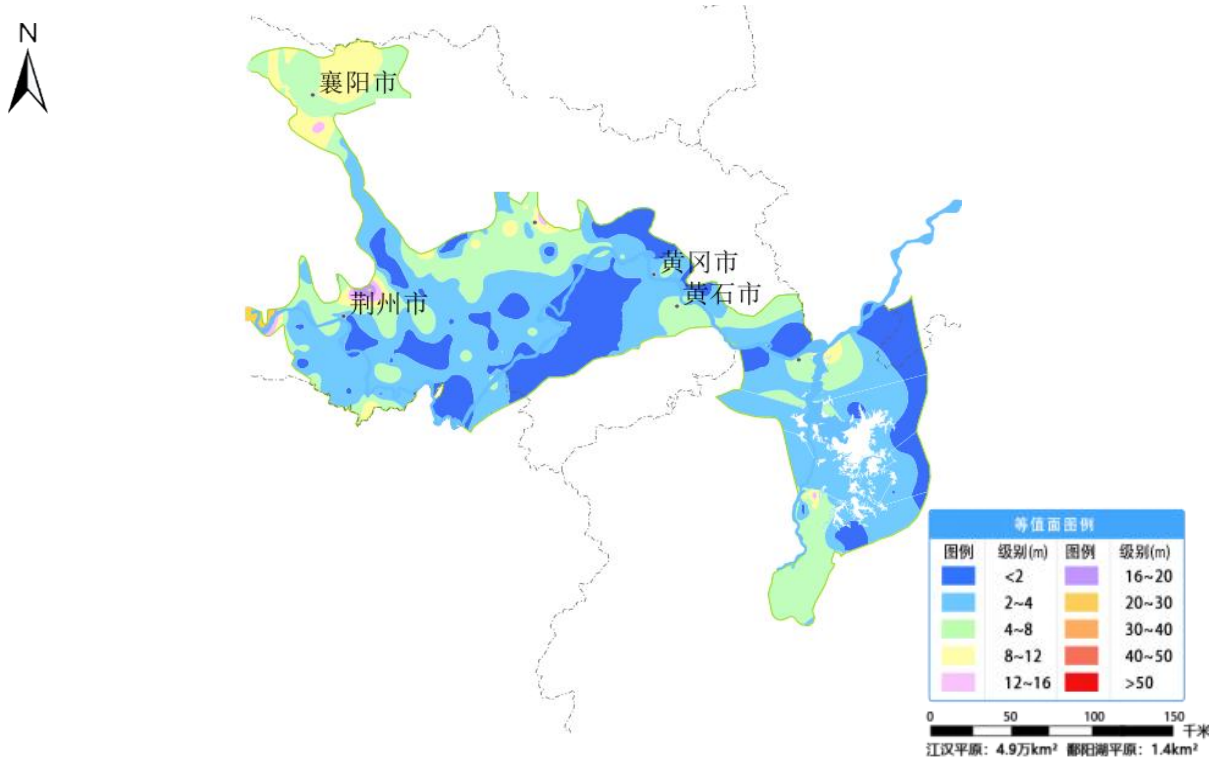 N
襄阳市
黄冈市
黄石市
荆州市
等值面图例
图例 级别(m) 图例 级别(m)
<2 16~20
2~4 20~30
4~8 30~40
8~12 40~50
12~16 >50
0 50 100 150
千米
江汉平原：4.9万km² 鄱阳湖平原：1.4km²